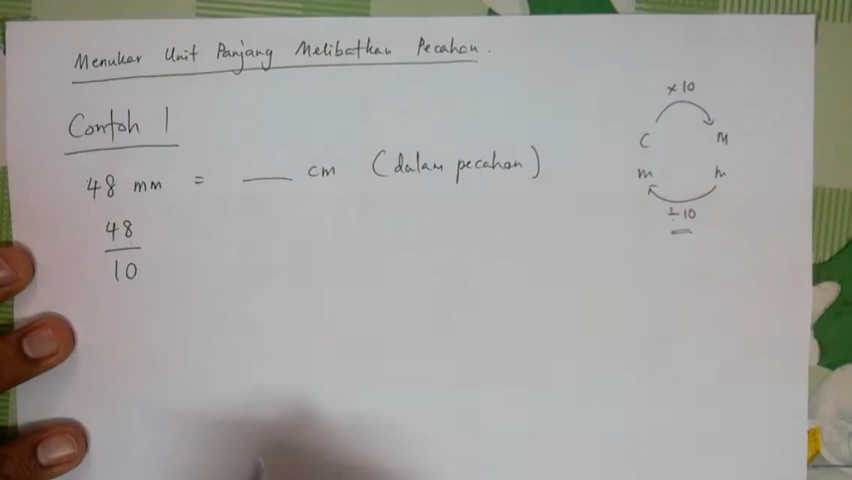 Menukar Unit Panjang Melibatkan Pecahan.
Contoh 1
48 mm = ___ cm (dalam pecahan)
48
10
x 10
C M
m m
÷ 10